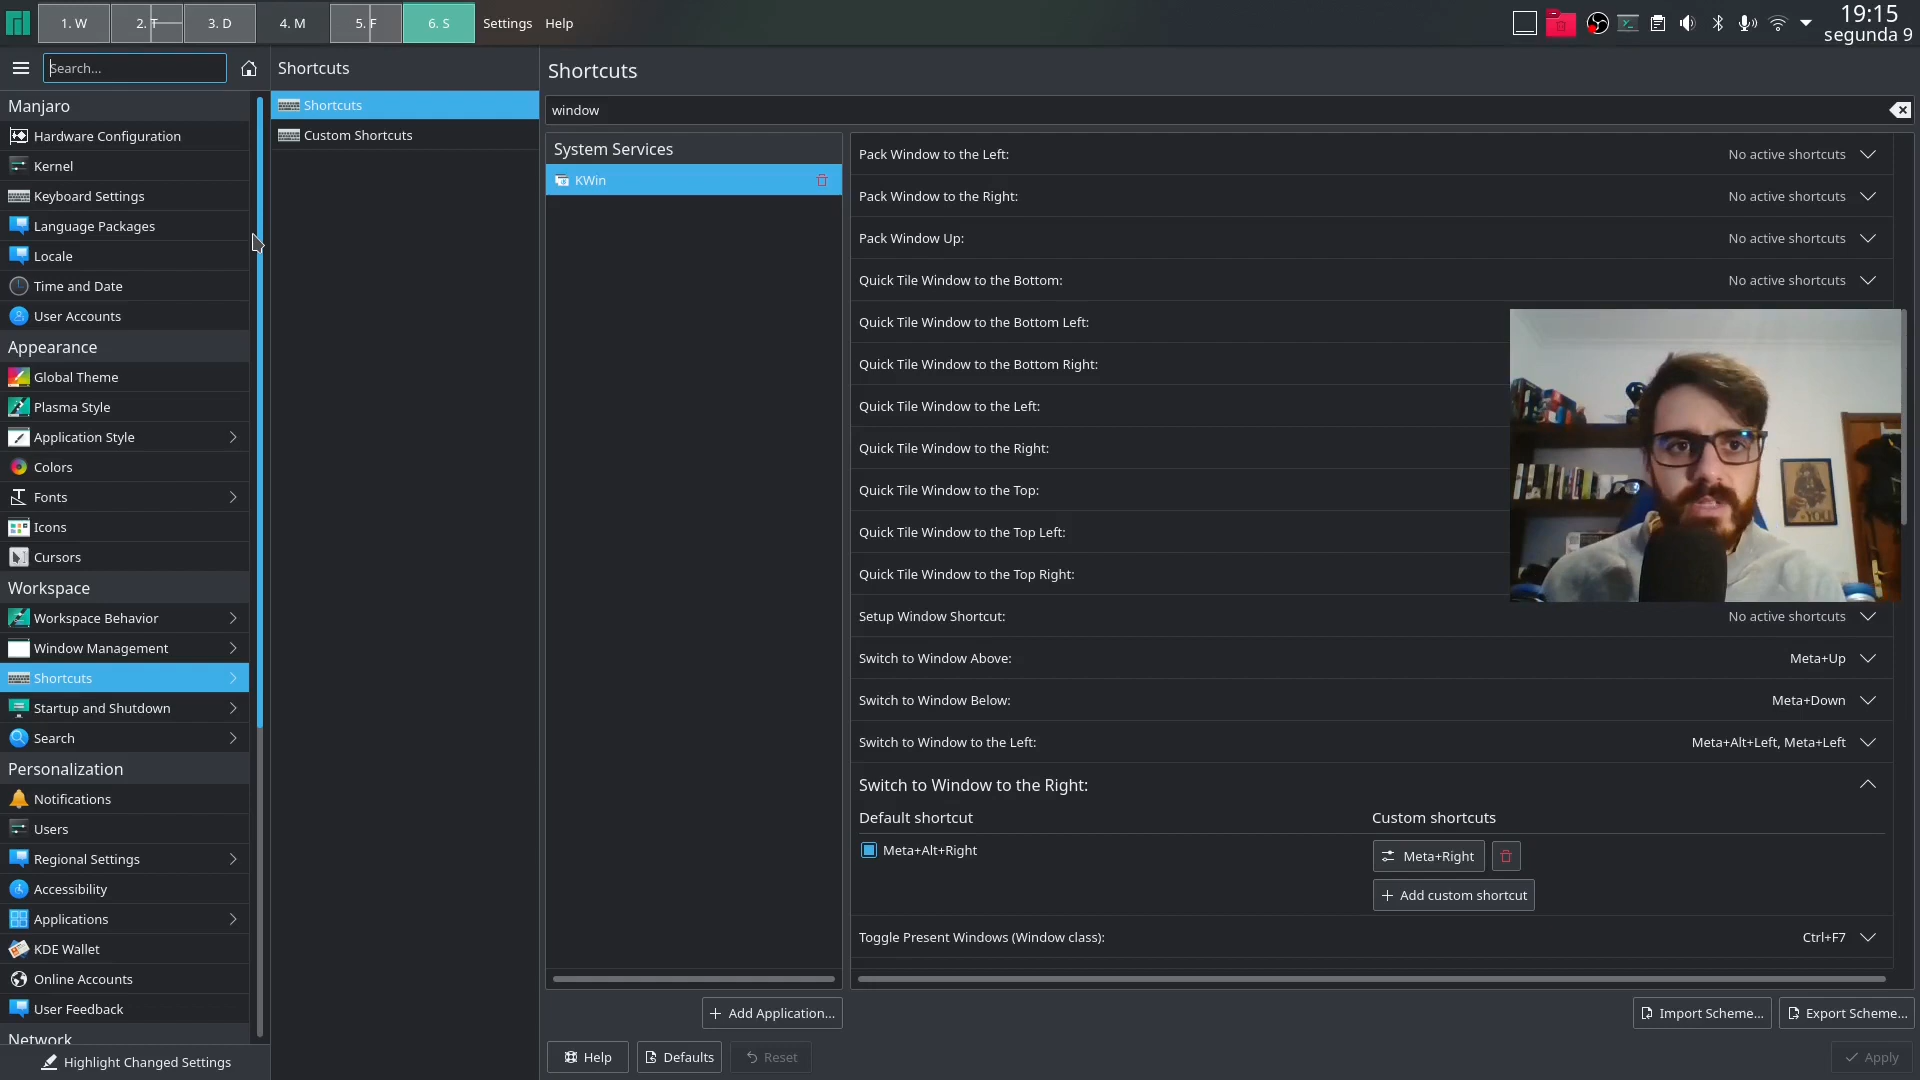 1. W
2. T
3. D
4. M
5. F
6. S
Settings
Help
19:15
segunda 9
Search...
Manjaro
Hardware Configuration
Kernel
Keyboard Settings
Language Packages
Locale
Time and Date
User Accounts
Appearance
Global Theme
Plasma Style
Application Style
Colors
Fonts
Icons
Cursors
Workspace
Workspace Behavior
Window Management
Shortcuts
Startup and Shutdown
Search
Personalization
Notifications
Users
Regional Settings
Accessibility
Applications
KDE Wallet
Online Accounts
User Feedback
Network
Highlight Changed Settings
Shortcuts
Shortcuts
Custom Shortcuts
Shortcuts
window
System Services
KWin
Add Application...
Pack Window to the Left: No active shortcuts
Pack Window to the Right: No active shortcuts
Pack Window Up: No active shortcuts
Quick Tile Window to the Bottom: No active shortcuts
Quick Tile Window to the Bottom Left:
Quick Tile Window to the Bottom Right:
Quick Tile Window to the Left:
Quick Tile Window to the Right:
Quick Tile Window to the Top:
Quick Tile Window to the Top Left:
Quick Tile Window to the Top Right:
YOU
Setup Window Shortcut: No active shortcuts
Switch to Window Above: Meta+Up
Switch to Window Below: Meta+Down
Switch to Window to the Left: Meta+Alt+Left, Meta+Left
Switch to Window to the Right:
Default shortcut
Custom shortcuts
Meta+Alt+Right
Meta+Right
Add custom shortcut
Toggle Present Windows (Window class): Ctrl+F7
Import Scheme...
Export Scheme...
Help
Defaults
Reset
Apply